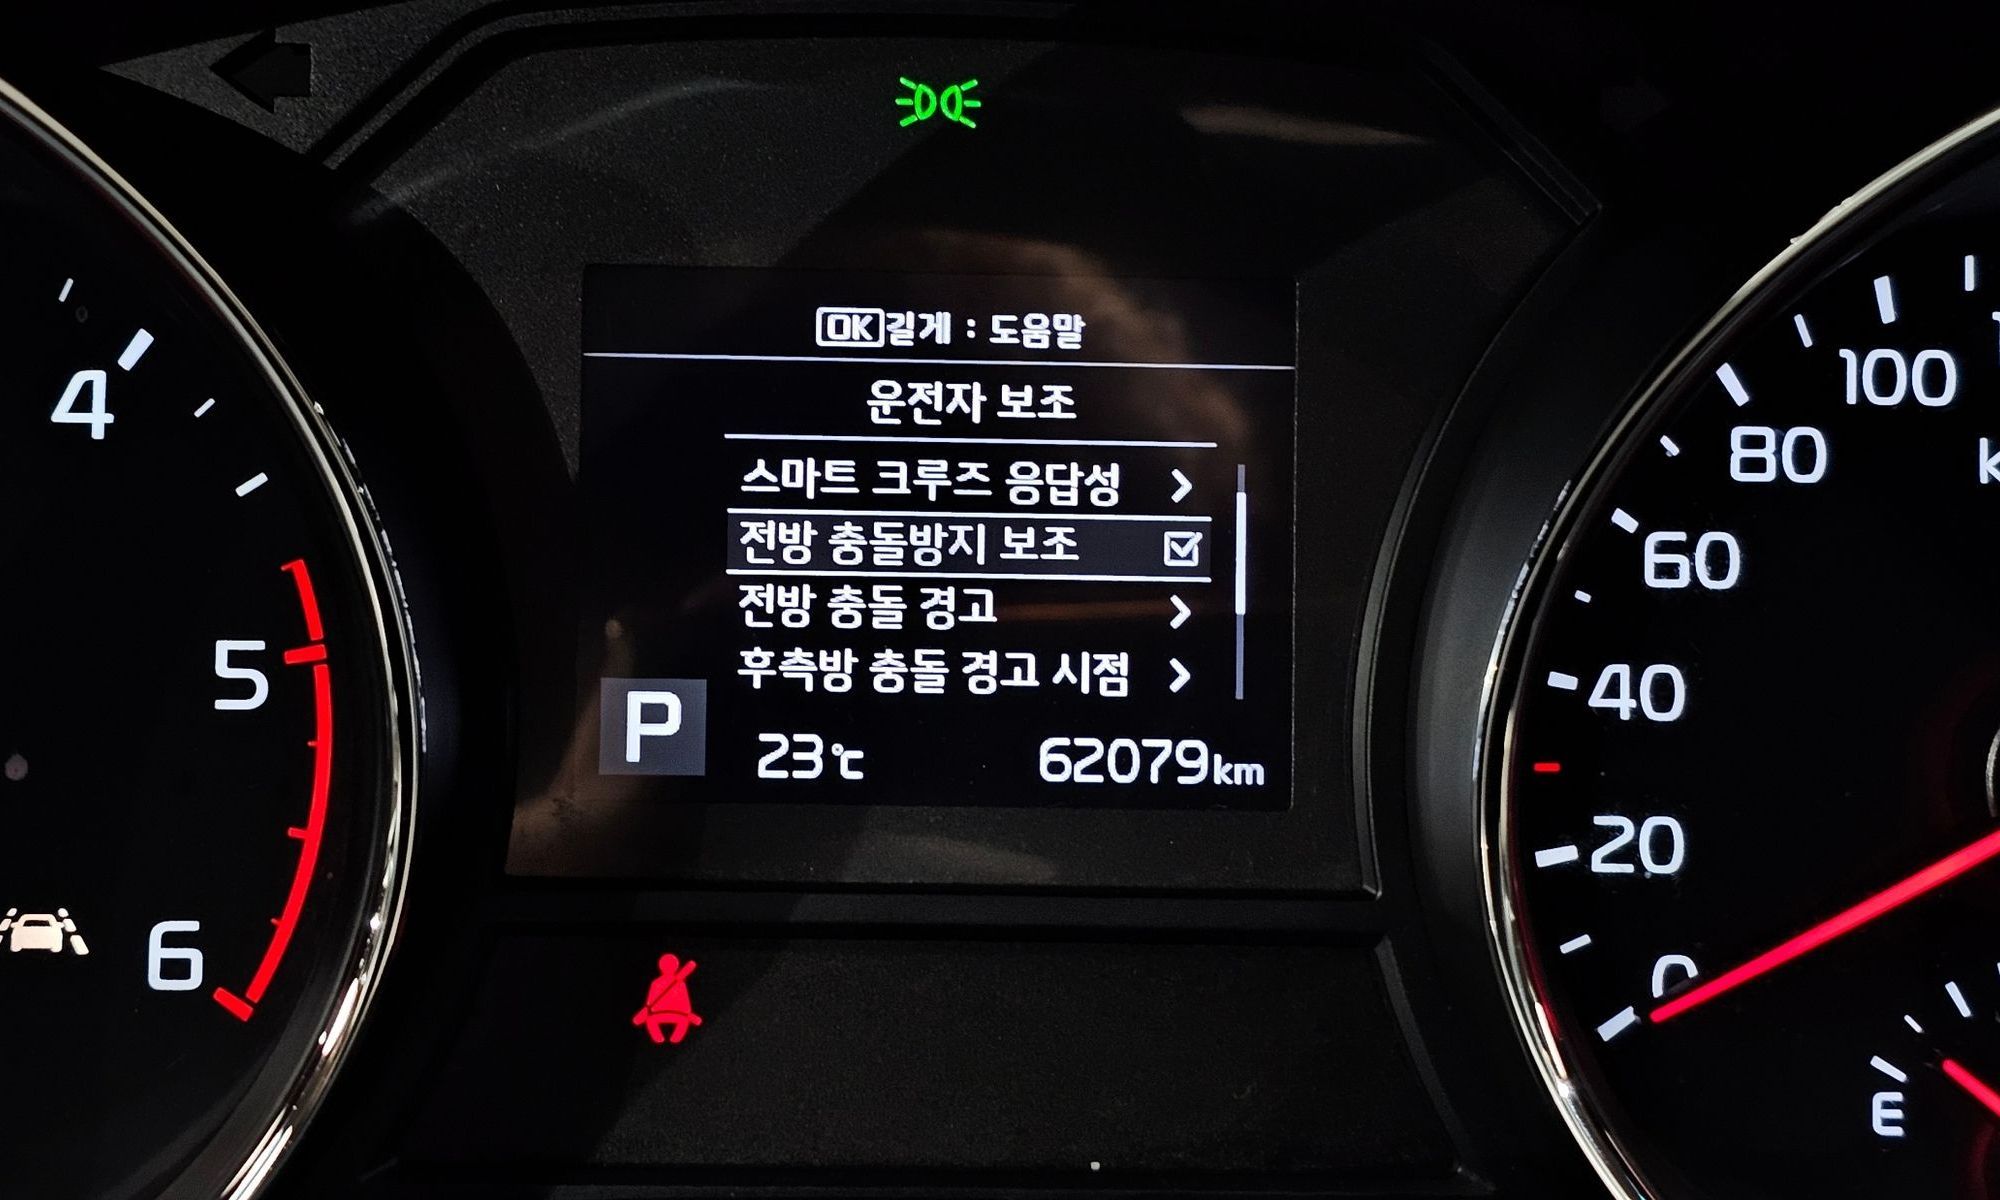 OK길게 : 도움말
운전자 보조
스마트 크루즈 응답성
전방 충돌방지 보조
전방 충돌 경고
후측방 충돌 경고 시점
P
23℃ 62079km
4
5
6
100
80
60
40
20
0
E